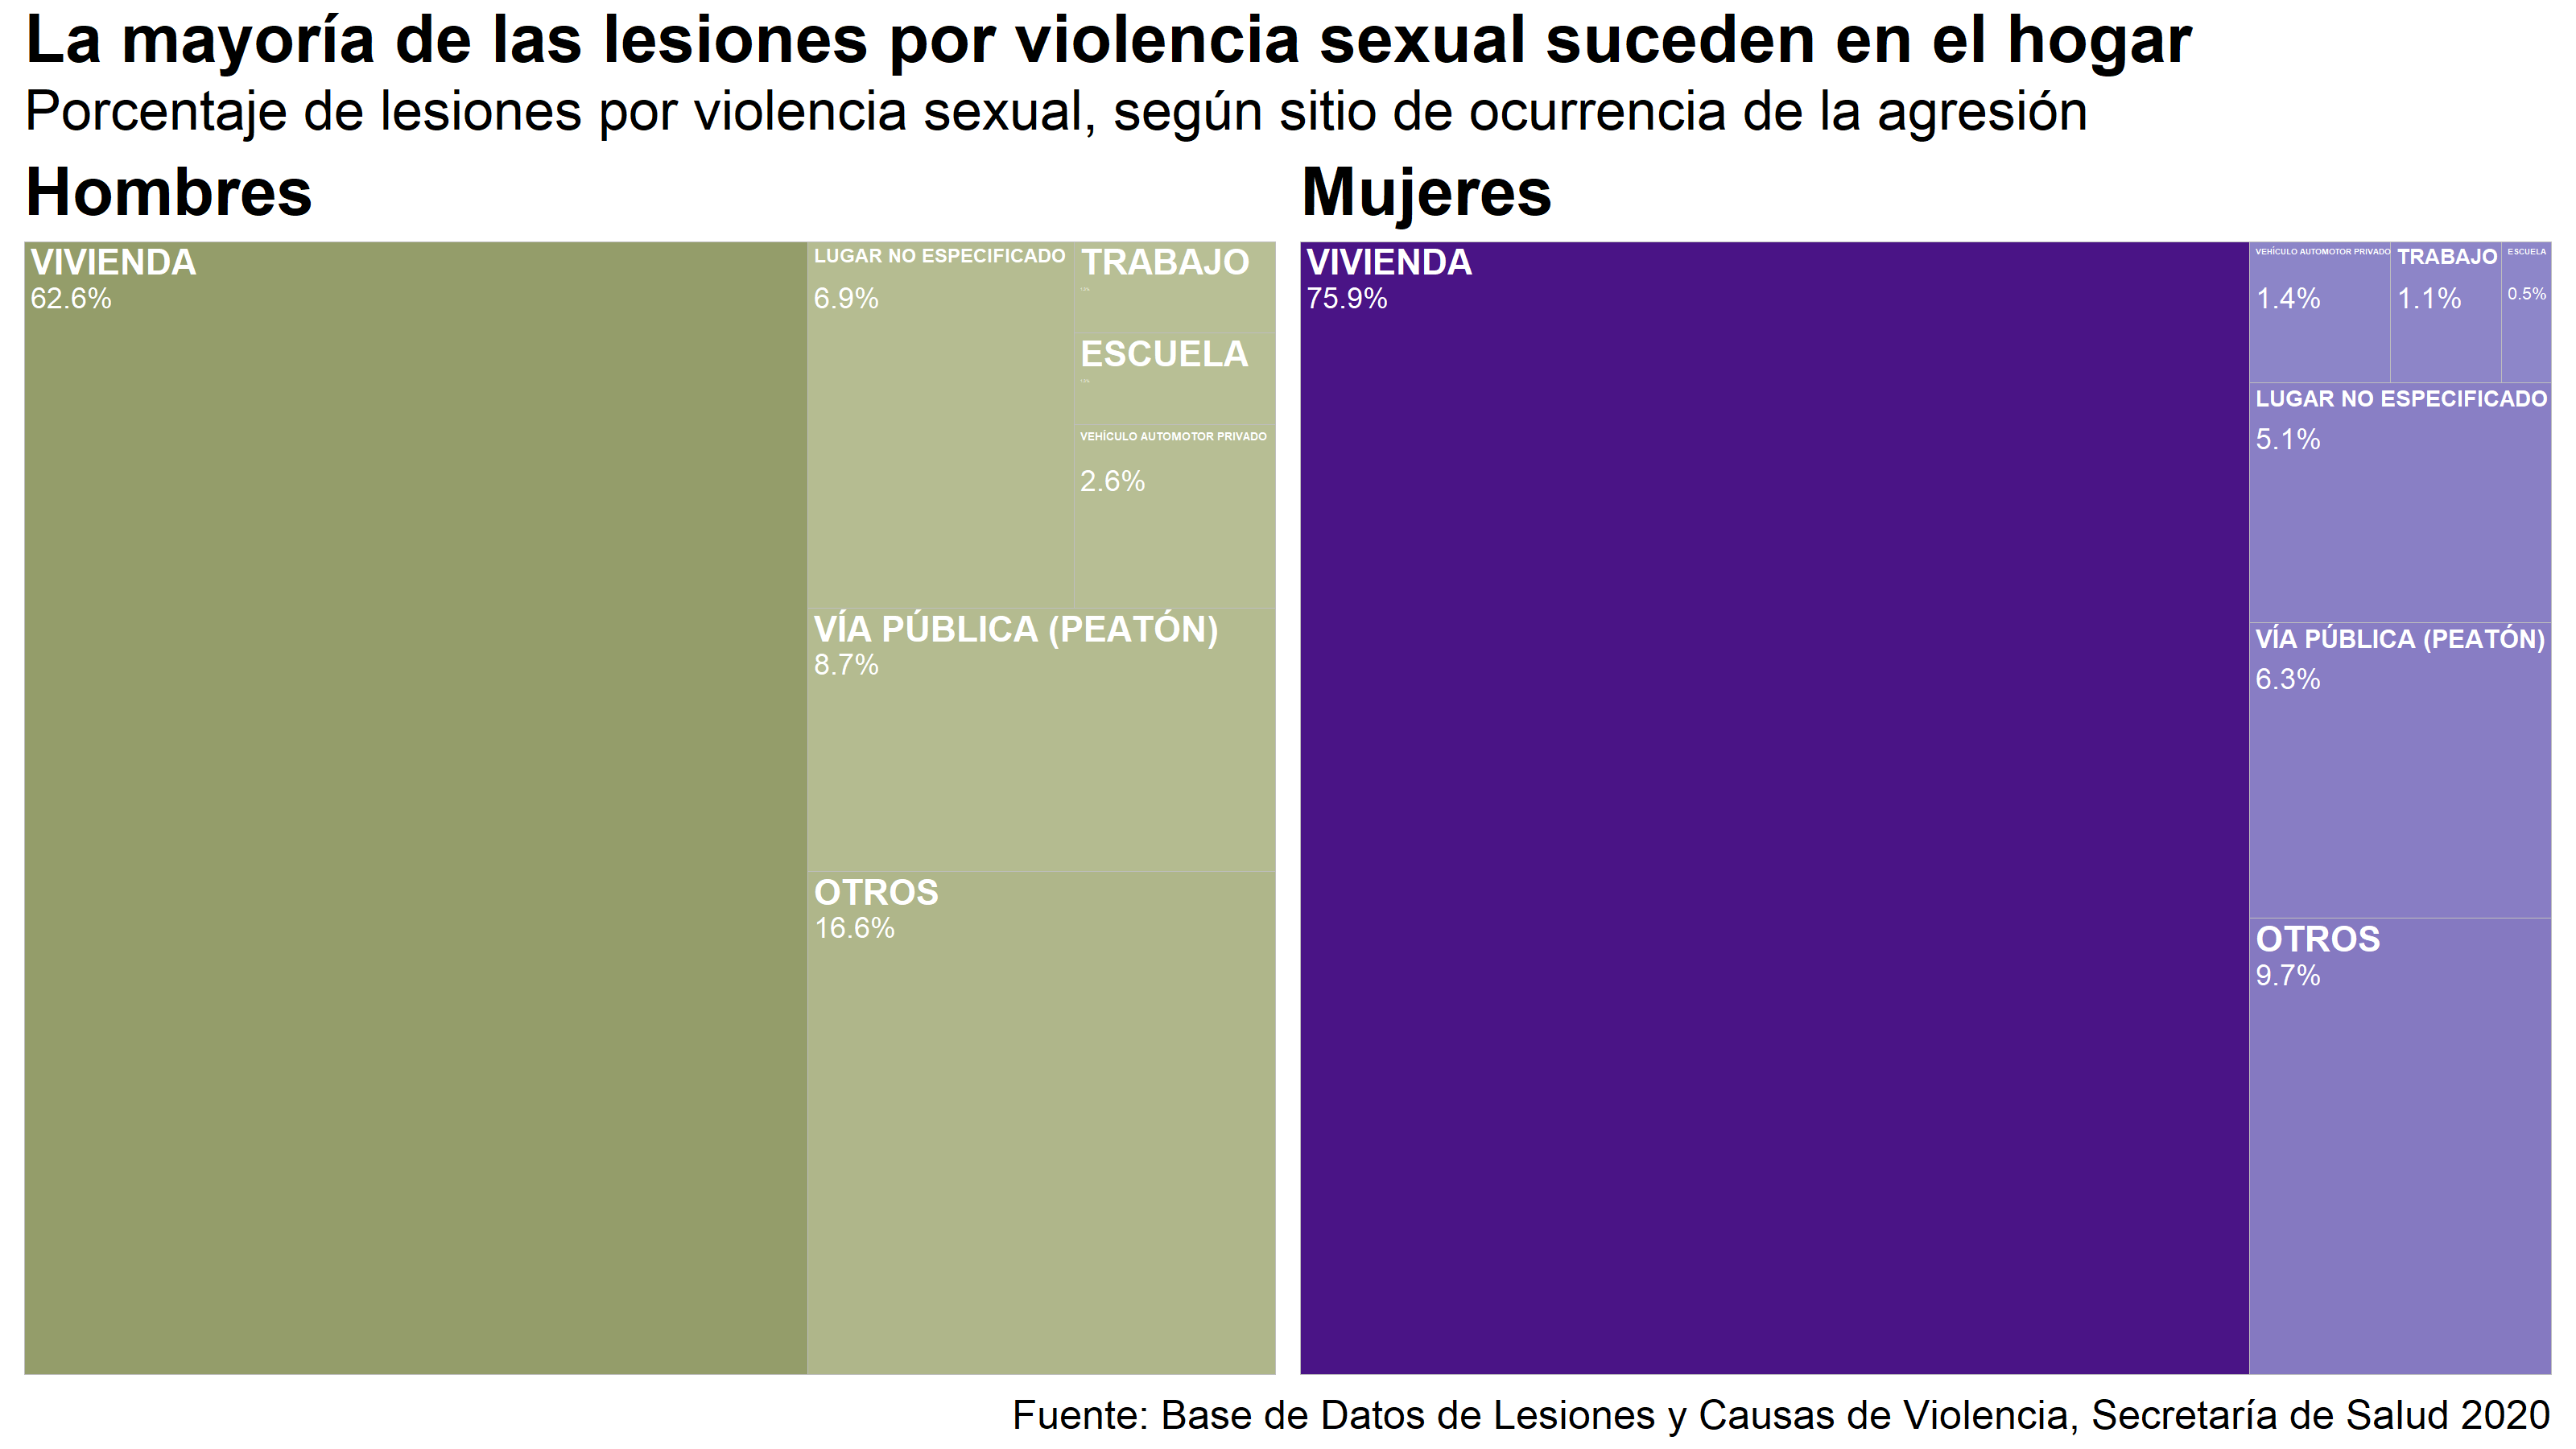 La mayoría de las lesiones por violencia sexual suceden en el hogar
Porcentaje de lesiones por violencia sexual, según sitio de ocurrencia de la agresión
Hombres
VIVIENDA
62.6%
LUGAR NO ESPECIFICADO
6.9%
TRABAJO
ESCUELA
VEHÍCULO AUTOMOTOR PRIVADO
2.6%
VÍA PÚBLICA (PEATÓN)
8.7%
OTROS
16.6%
Mujeres
VIVIENDA
75.9%
VEHÍCULO AUTOMOTOR PRIVADO
1.4%
TRABAJO
1.1%
ESCUELA
0.5%
LUGAR NO ESPECIFICADO
5.1%
VÍA PÚBLICA (PEATÓN)
6.3%
OTROS
9.7%
Fuente: Base de Datos de Lesiones y Causas de Violencia, Secretaría de Salud 2020